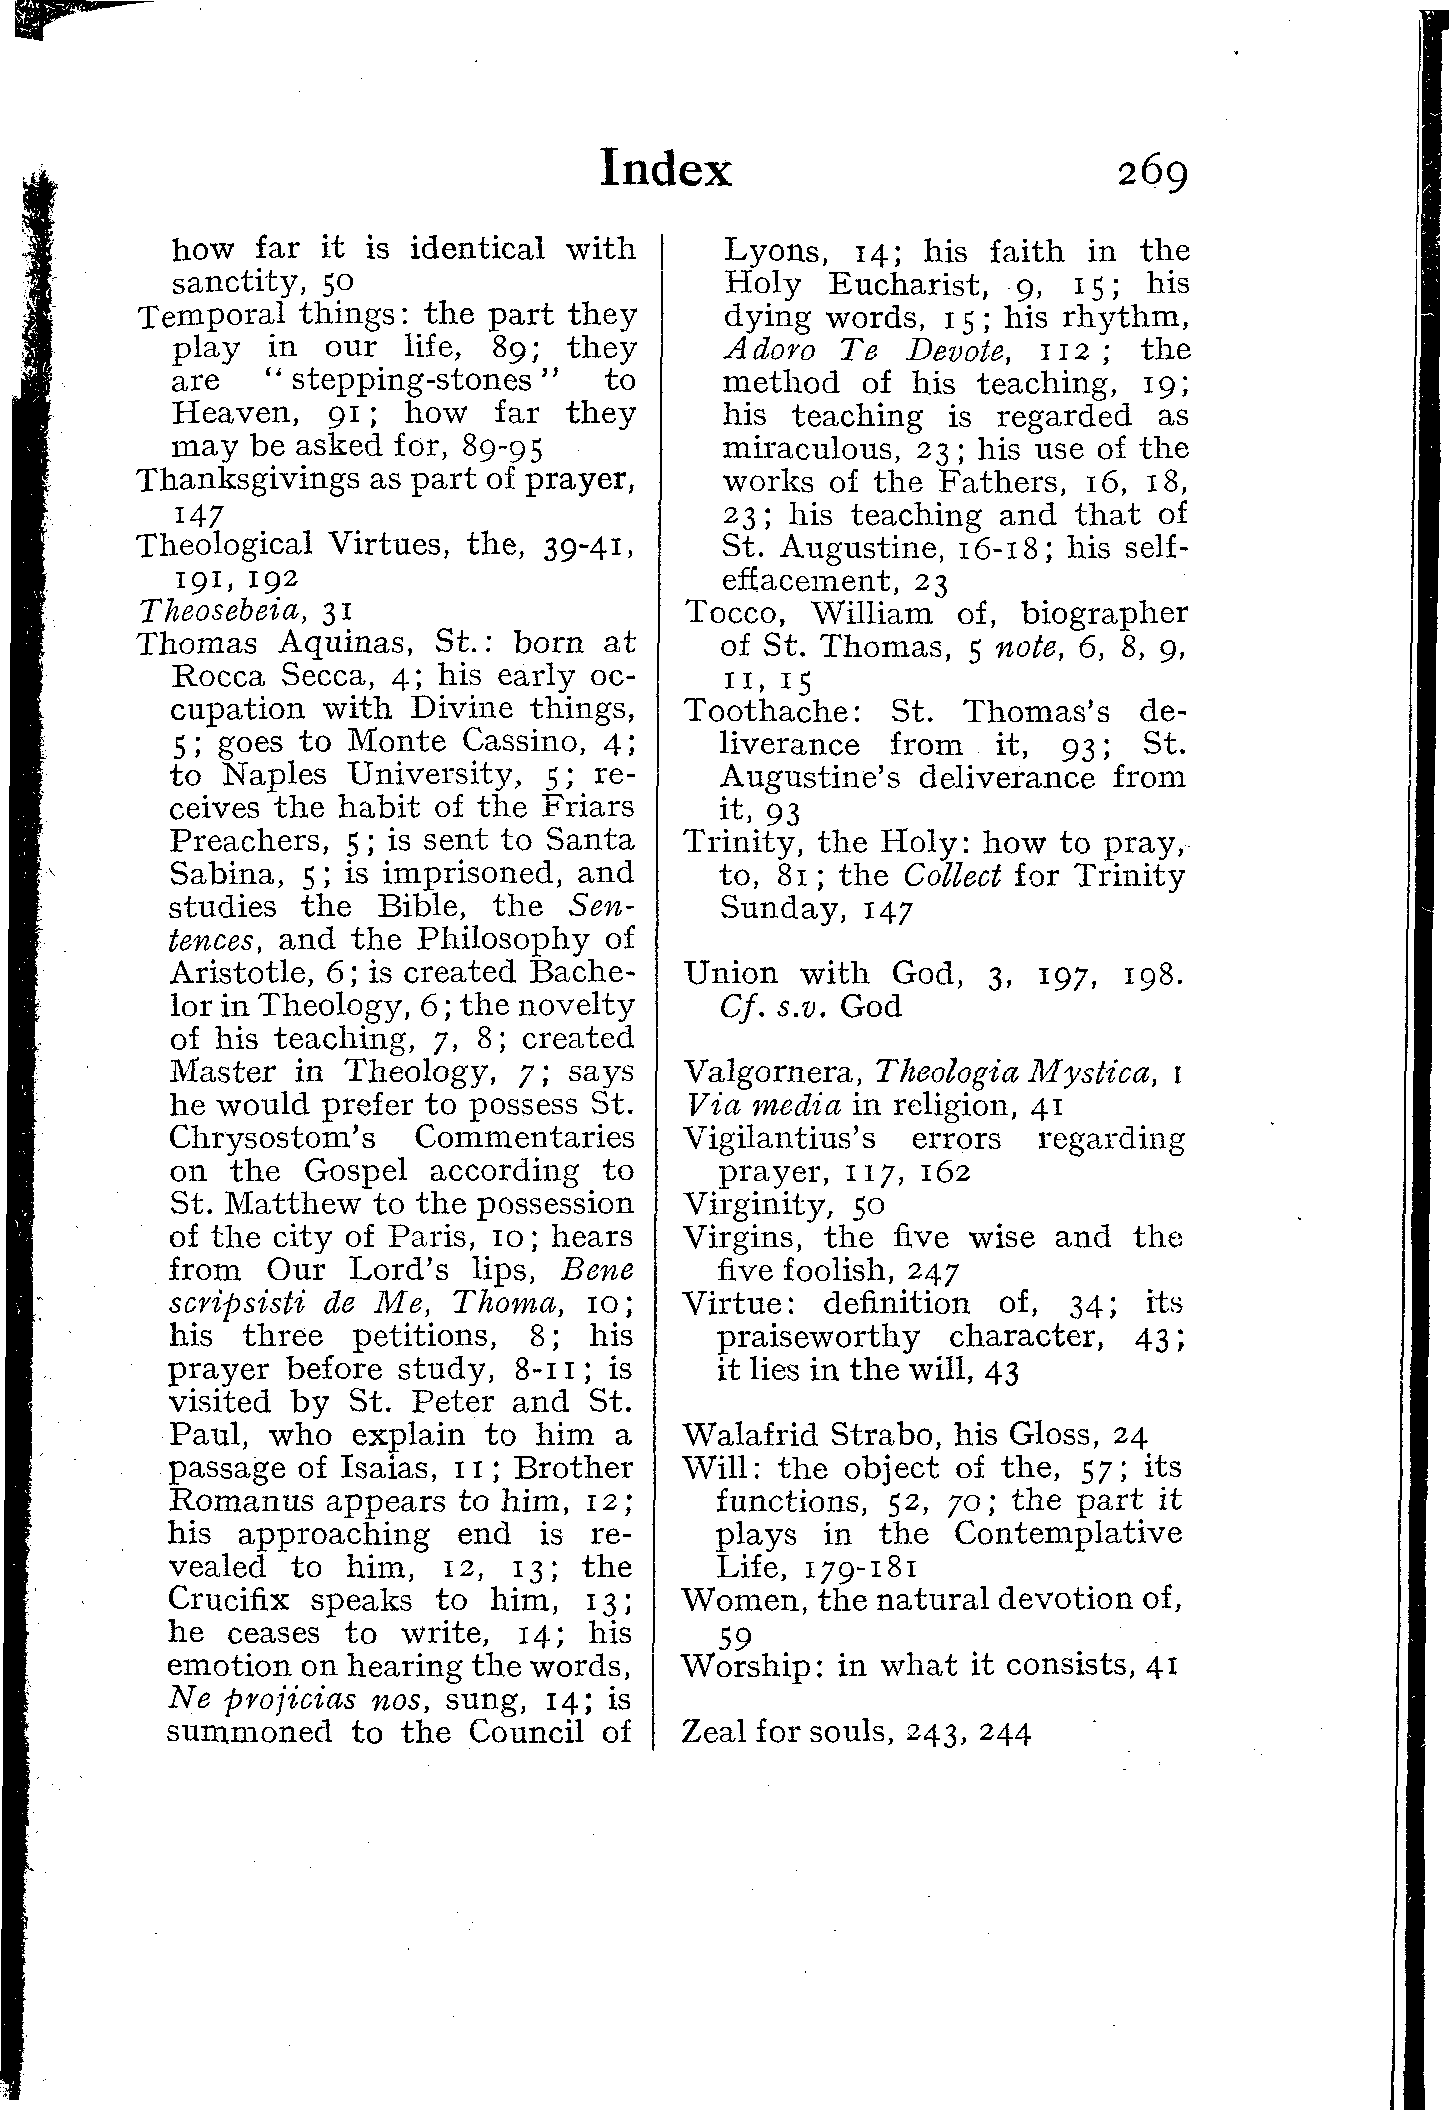 Index 269
how far it is identical with
sanctity, 50
Temporal things: the part they
play in our life, 89; they
are “stepping-stones” to
Heaven, 91; how far they
may be asked for, 89-95
Thanksgivings as part of prayer,
147
Theological Virtues, the, 39-41,
191, 192
Theosebeia, 31
Thomas Aquinas, St.: born at
Rocca Secca, 4; his early oc-
cupation with Divine things,
5; goes to Monte Cassino, 4;
to Naples University, 5; re-
ceives the habit of the Friars
Preachers, 5; is sent to Santa
Sabina, 5; is imprisoned, and
studies the Bible, the Sen-
tences, and the Philosophy of
Aristotle, 6; is created Bache-
lor in Theology, 6; the novelty
of his teaching, 7, 8; created
Master in Theology, 7; says
he would prefer to possess St.
Chrysostom’s Commentaries
on the Gospel according to
St. Matthew to the possession
of the city of Paris, 10; hears
from Our Lord’s lips, Bene
scripsisti de Me, Thoma, 10;
his three petitions, 8; his
prayer before study, 8-11; is
visited by St. Peter and St.
Paul, who explain to him a
passage of Isaias, 11; Brother
Romanus appears to him, 12;
his approaching end is re-
vealed to him, 12, 13; the
Crucifix speaks to him, 13;
he ceases to write, 14; his
emotion on hearing the words,
Ne projicias nos, sung, 14; is
summoned to the Council of
Lyons, 14; his faith in the
Holy Eucharist, 9, 15; his
dying words, 15; his rhythm,
Adoro Te Devote, 112; the
method of his teaching, 19;
his teaching is regarded as
miraculous, 23; his use of the
works of the Fathers, 16, 18,
23; his teaching and that of
St. Augustine, 16-18; his self-
effacement, 23
Tocco, William of, biographer
of St. Thomas, 5 note, 6, 8, 9,
11, 15
Toothache: St. Thomas’s de-
liverance from it, 93; St.
Augustine’s deliverance from
it, 93
Trinity, the Holy: how to pray,
to, 81; the Collect for Trinity
Sunday, 147
Union with God, 3, 197, 198.
Cf. s.v. God
Valgornera, Theologia Mystica, 1
Via media in religion, 41
Vigilantius’s errors regarding
prayer, 117, 162
Virginity, 50
Virgins, the five wise and the
five foolish, 247
Virtue: definition of, 34; its
praiseworthy character, 43;
it lies in the will, 43
Walafrid Strabo, his Gloss, 24
Will: the object of the, 57; its
functions, 52, 70; the part it
plays in the Contemplative
Life, 179-181
Women, the natural devotion of,
59
Worship: in what it consists, 41
Zeal for souls, 243, 244